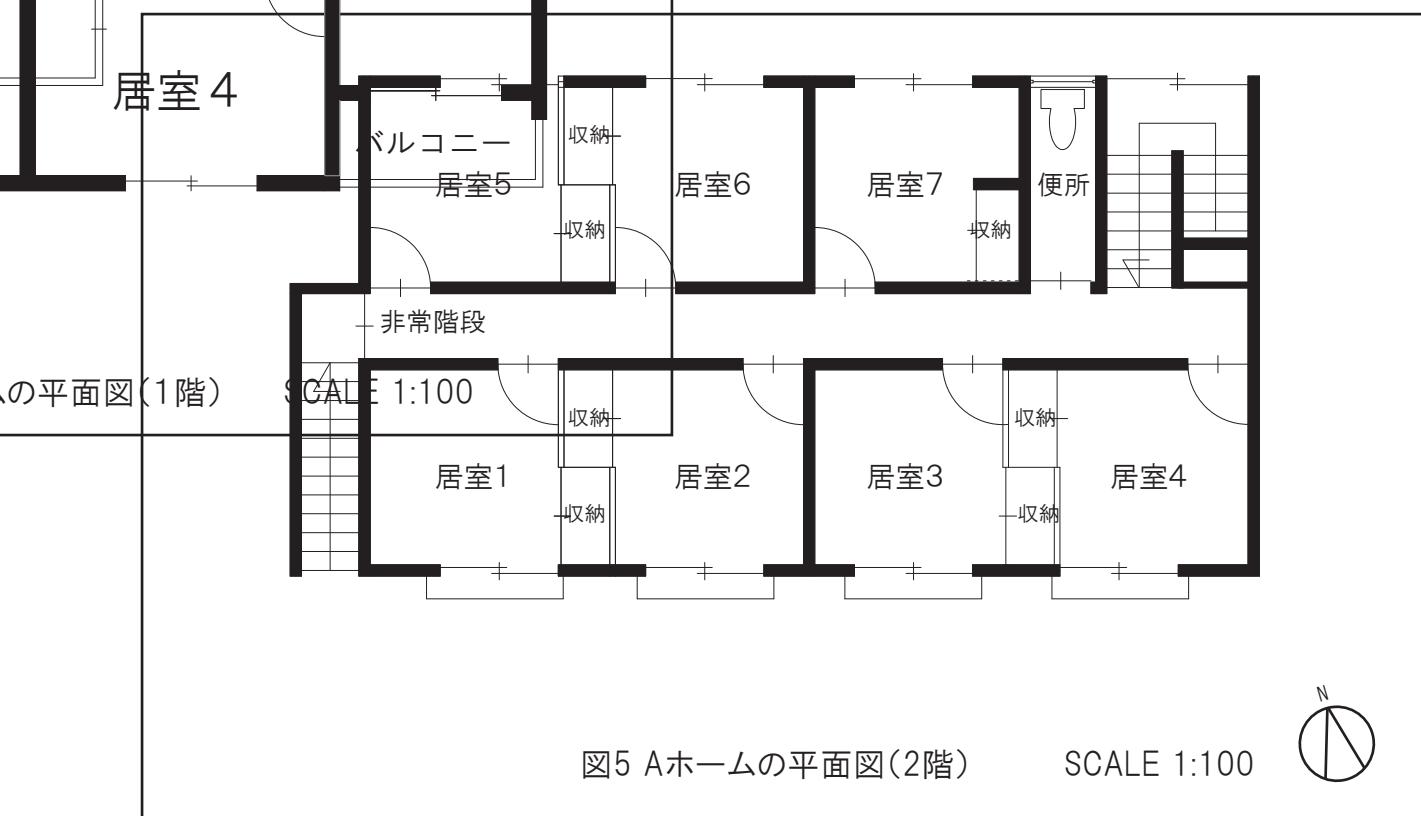 居室4
バルコニー
収納
居室5
居室6
居室7
便所
収納
収納
非常階段
ムの平面図(1階) SCALE 1:100
収納
収納
居室1
居室2
居室3
居室4
収納
収納
N
図5 Aホームの平面図(2階) SCALE 1:100